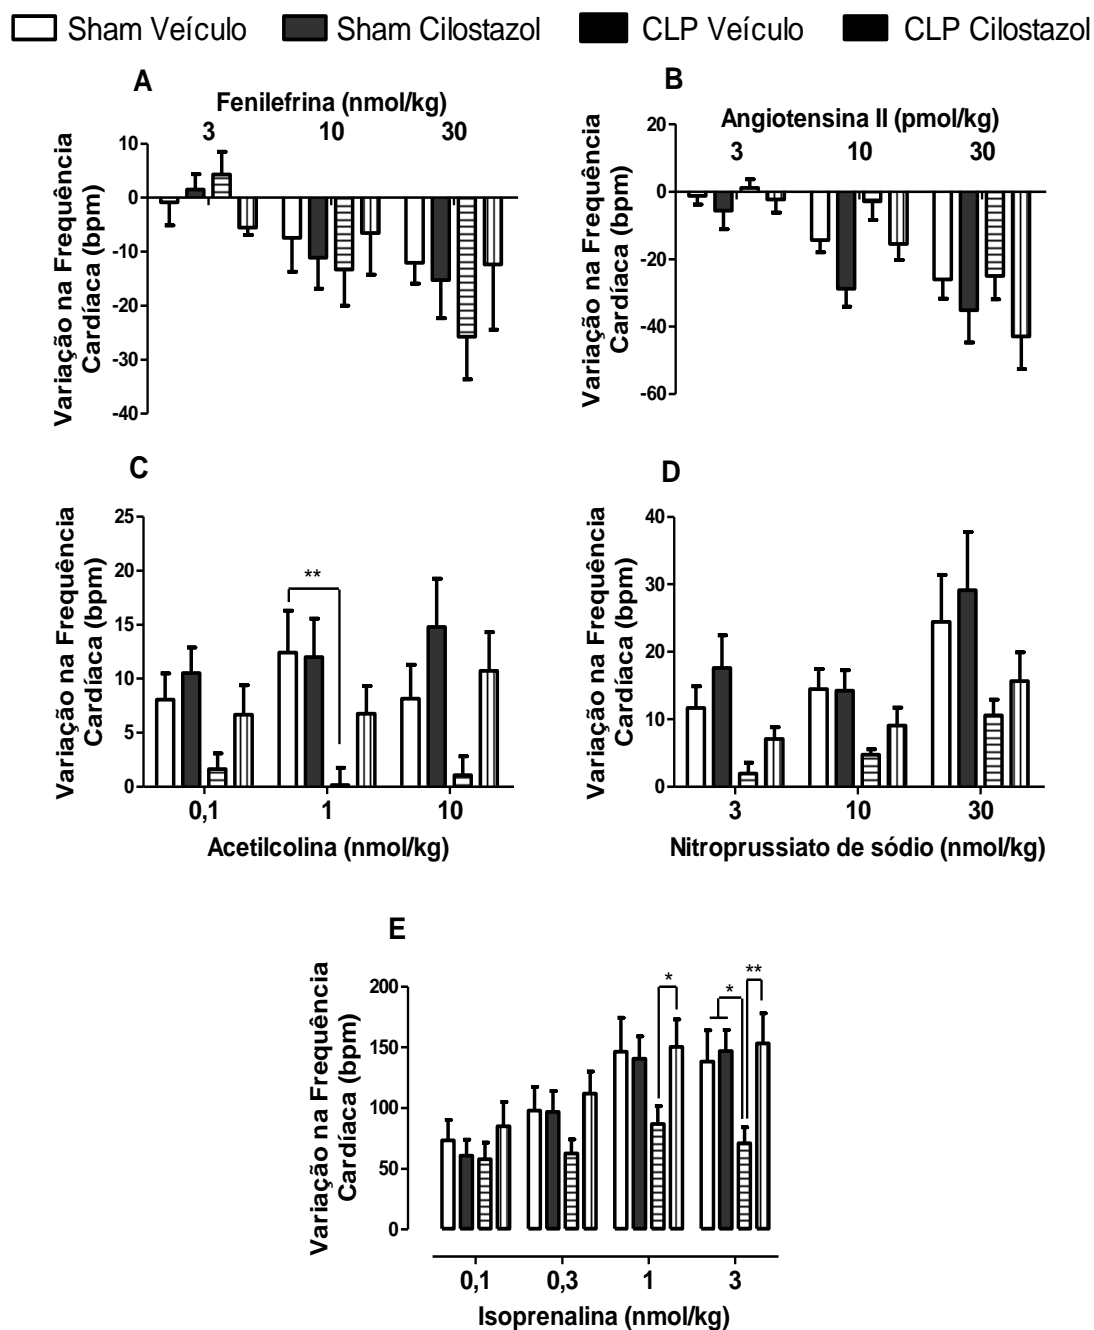 Sham Veículo Sham Cilostazol CLP Veículo CLP Cilostazol
A
Fenilefrina (nmol/kg)
3 10 30
Variação na Frequência
Cardíaca (bpm)
10
0
-10
-20
-30
-40
B
Angiotensina II (pmol/kg)
3 10 30
Variação na Frequência
Cardíaca (bpm)
20
0
-20
-40
-60
C
Variação na Frequência
Cardíaca (bpm)
25
20
15
10
5
0
**
0,1 1 10
Acetilcolina (nmol/kg)
D
Variação na Frequência
Cardíaca (bpm)
40
30
20
10
0
3 10 30
Nitroprussiato de sódio (nmol/kg)
E
Variação na Frequência
Cardíaca (bpm)
200
150
100
50
0
* * **
0,1 0,3 1 3
Isoprenalina (nmol/kg)